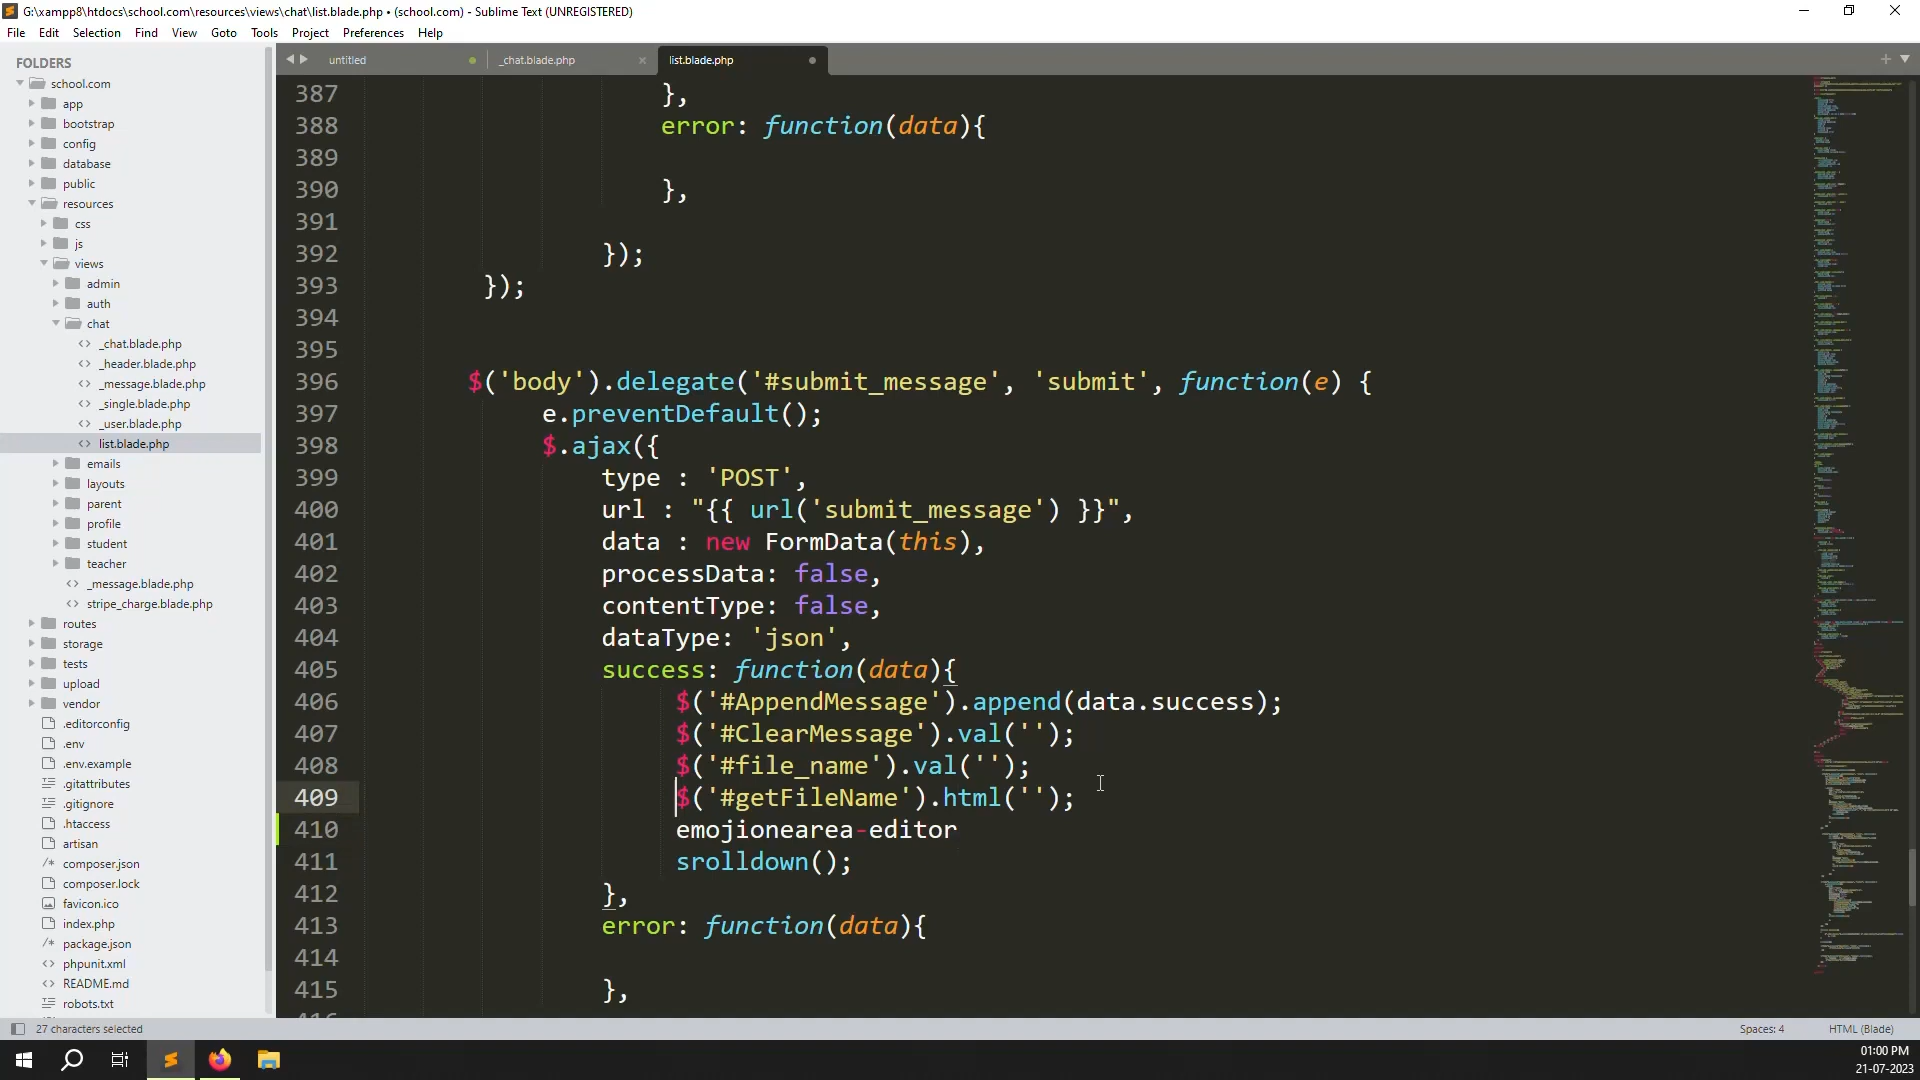 G:\xampp8\htdocs\school.com\resources\views\chat\list.blade.php • (school.com) - Sublime Text (UNREGISTERED)
File Edit Selection Find View Goto Tools Project Preferences Help
FOLDERS
school.com
app
bootstrap
config
database
public
resources
css
js
views
admin
auth
chat
_chat.blade.php
_header.blade.php
_message.blade.php
_single.blade.php
_user.blade.php
list.blade.php
emails
layouts
parent
profile
student
teacher
_message.blade.php
stripe_charge.blade.php
routes
storage
tests
upload
vendor
.editorconfig
.env
.env.example
.gitattributes
.gitignore
.htaccess
artisan
composer.json
composer.lock
favicon.ico
index.php
package.json
phpunit.xml
README.md
robots.txt
untitled _chat.blade.php list.blade.php
387 },
388 error: function(data){
389
390 },
391
392 });
393 });
394
395
396 $('body').delegate('#submit_message', 'submit', function(e) {
397 e.preventDefault();
398 $.ajax({
399 type : 'POST',
400 url : "{{ url('submit_message') }}",
401 data : new FormData(this),
402 processData: false,
403 contentType: false,
404 dataType: 'json',
405 success: function(data){
406 $('#AppendMessage').append(data.success);
407 $('#ClearMessage').val('');
408 $('#file_name').val('');
409 $('#getFileName').html('');
410 emojionearea-editor
411 srolldown();
412 },
413 error: function(data){
414
415 },
27 characters selected
Spaces: 4
HTML (Blade)
01:00 PM
21-07-2023